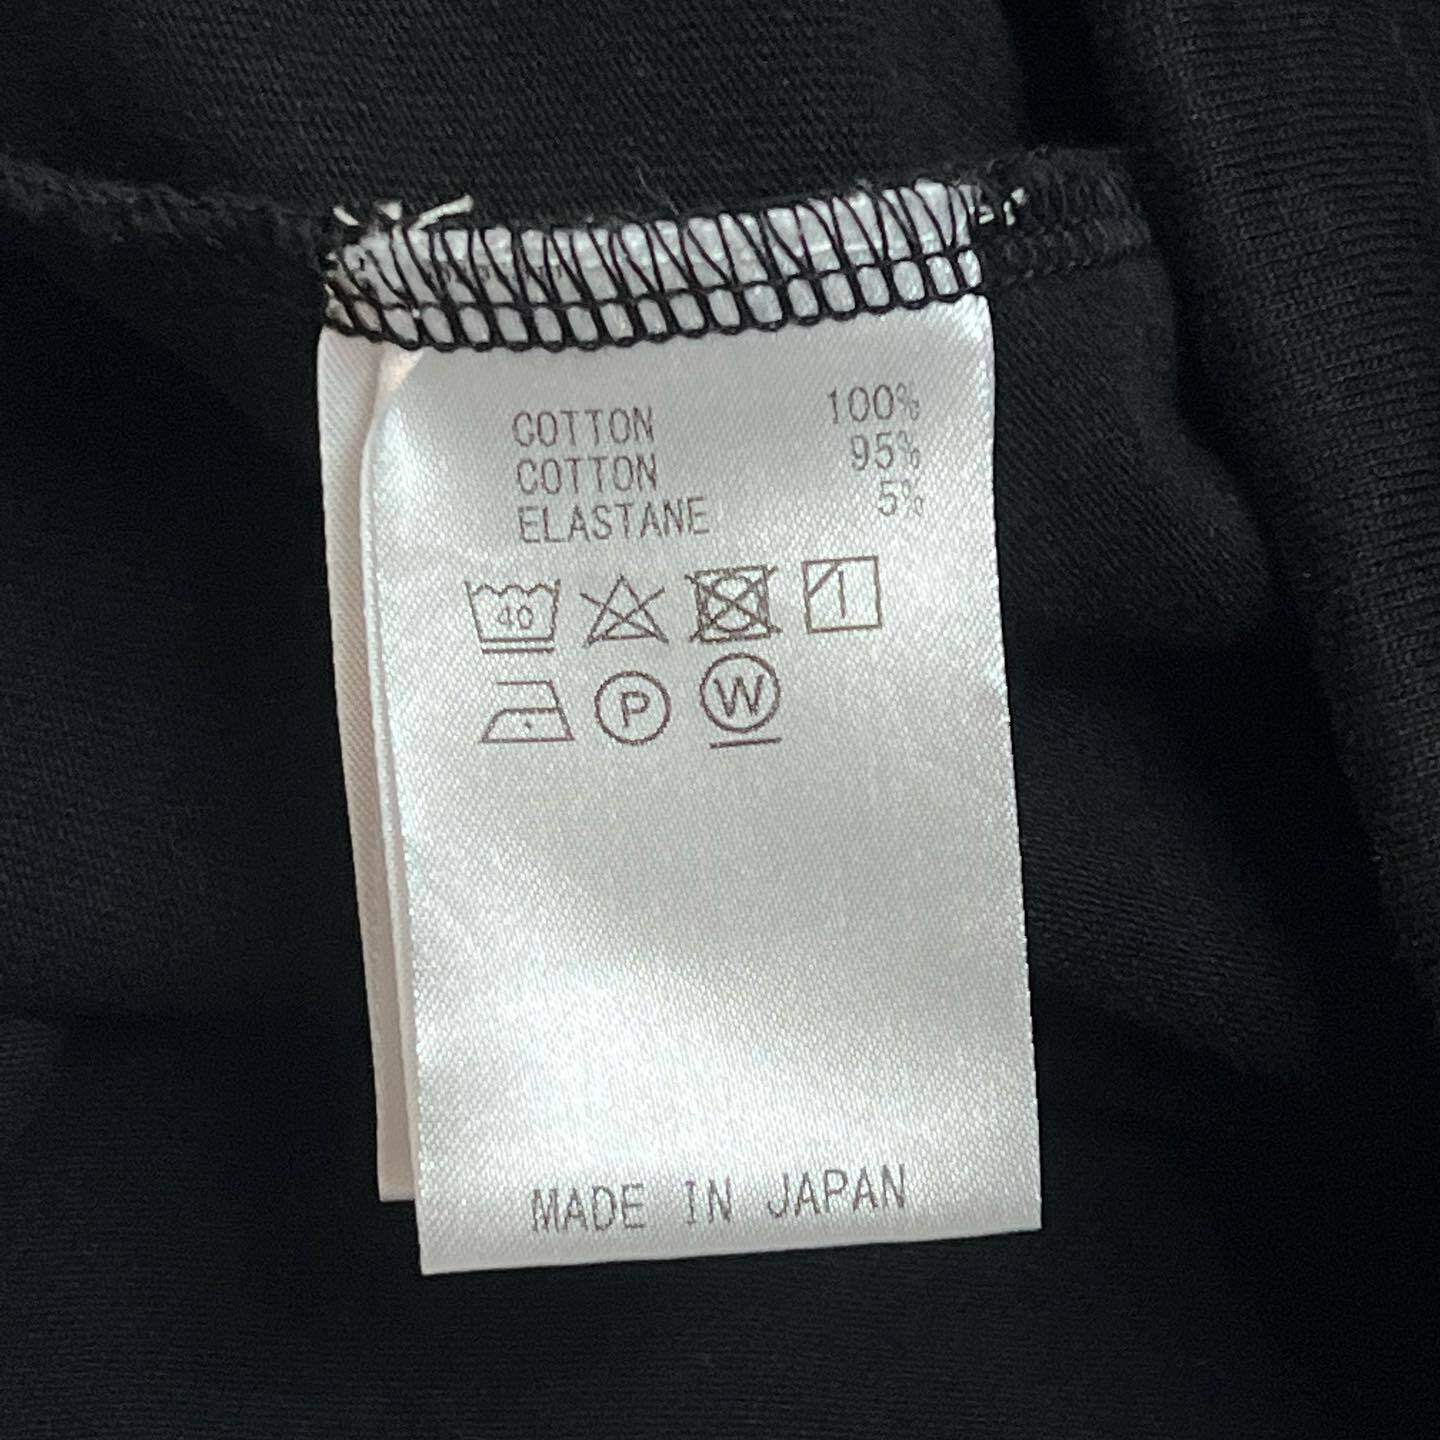 COTTON 100%
COTTON 95%
ELASTANE 5%
40
P W
MADE IN JAPAN